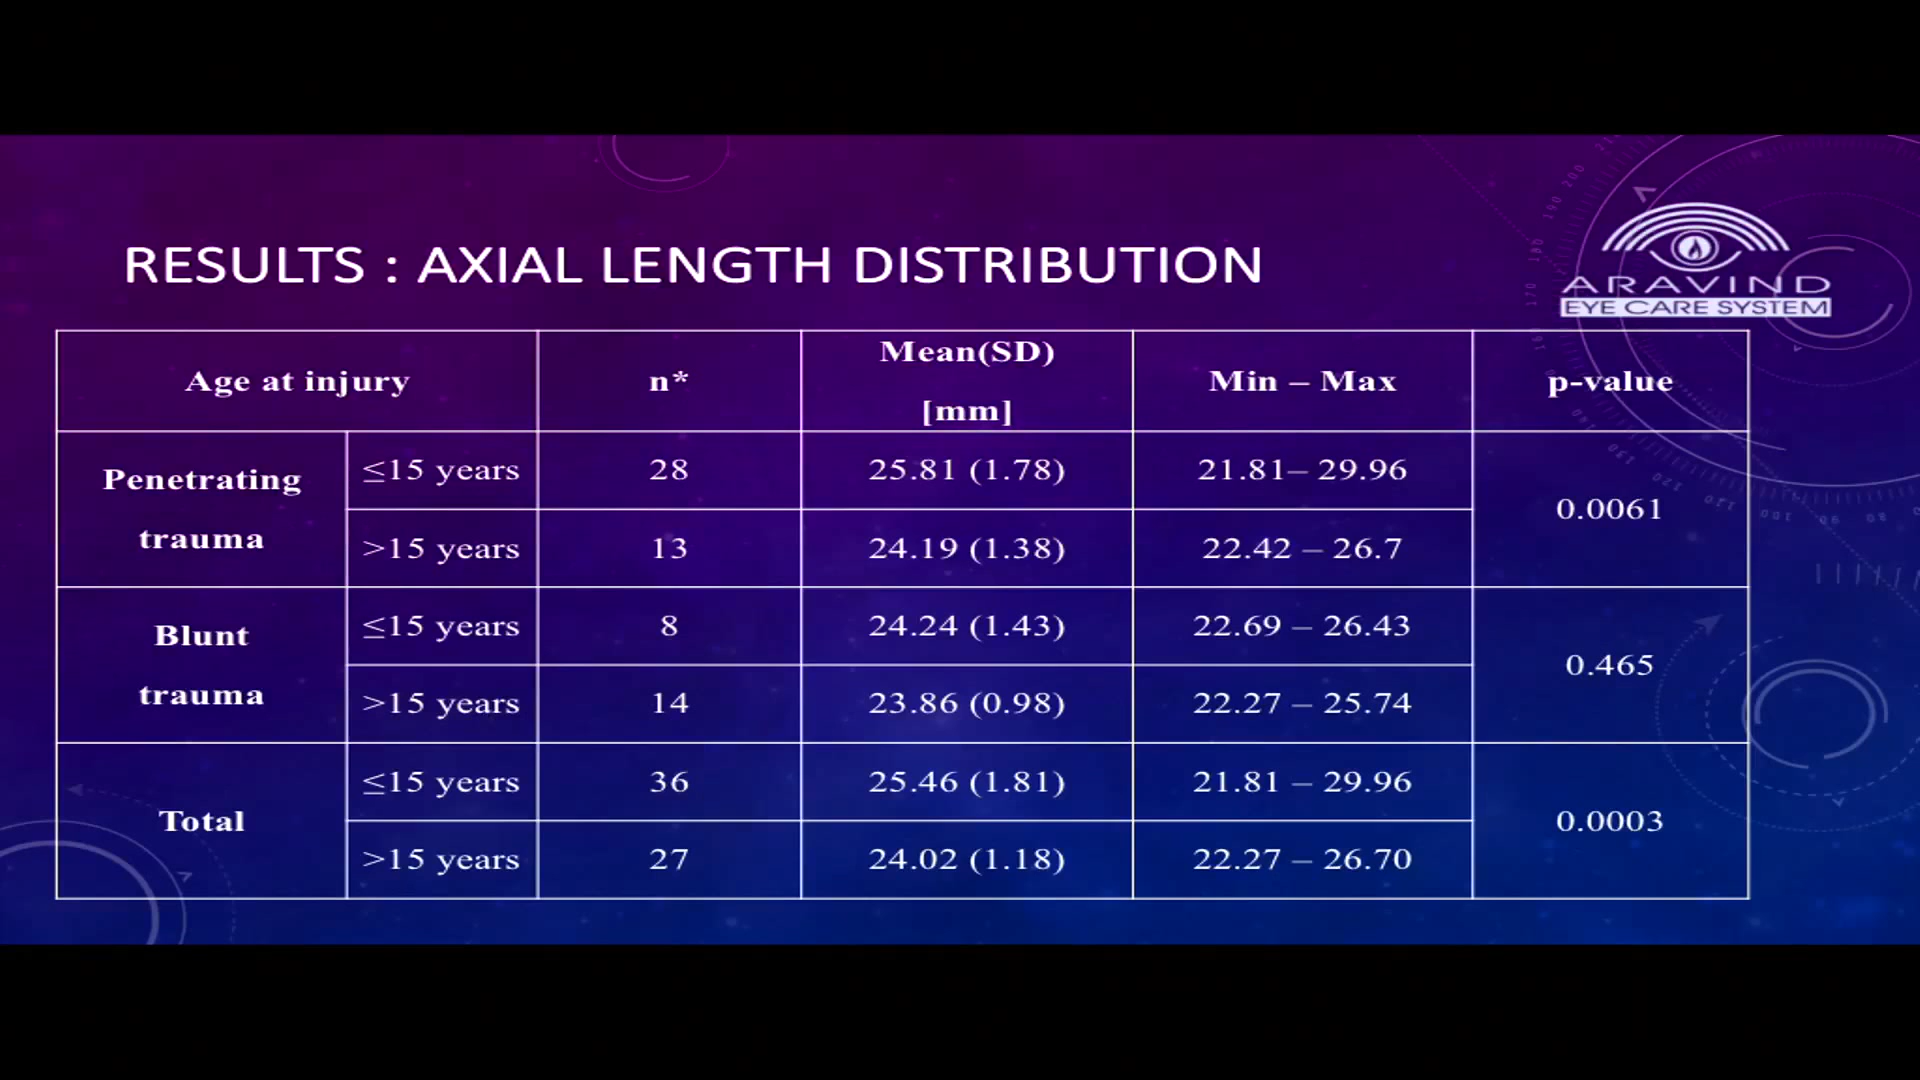 RESULTS : AXIAL LENGTH DISTRIBUTION
ARAVIND
EYE CARE SYSTEM
Age at injury n* Mean(SD) [mm] Min – Max p-value
Penetrating trauma ≤15 years 28 25.81 (1.78) 21.81– 29.96 0.0061
>15 years 13 24.19 (1.38) 22.42 – 26.7
Blunt trauma ≤15 years 8 24.24 (1.43) 22.69 – 26.43 0.465
>15 years 14 23.86 (0.98) 22.27 – 25.74
Total ≤15 years 36 25.46 (1.81) 21.81 – 29.96 0.0003
>15 years 27 24.02 (1.18) 22.27 – 26.70